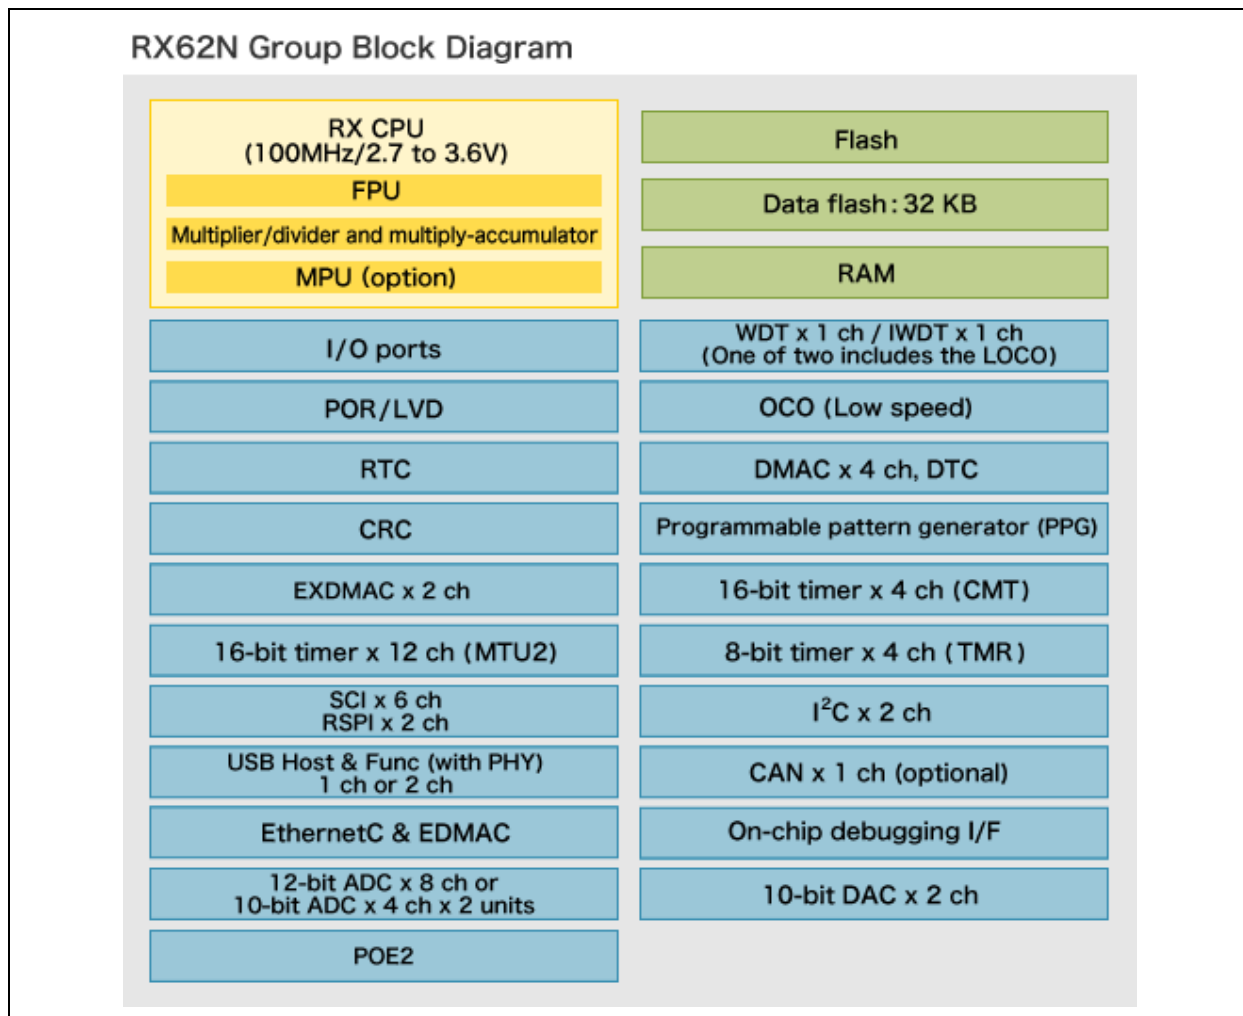 RX62N Group Block Diagram
RX CPU
(100MHz/2.7 to 3.6V)
FPU
Multiplier/divider and multiply-accumulator
MPU (option)
Flash
Data flash: 32 KB
RAM
I/O ports
WDT x 1 ch / IWDT x 1 ch
(One of two includes the LOCO)
POR/LVD
OCO (Low speed)
RTC
DMAC x 4 ch, DTC
CRC
Programmable pattern generator (PPG)
EXDMAC x 2 ch
16-bit timer x 4 ch (CMT)
16-bit timer x 12 ch (MTU2)
8-bit timer x 4 ch (TMR)
SCI x 6 ch
RSPI x 2 ch
I²C x 2 ch
USB Host & Func (with PHY)
1 ch or 2 ch
CAN x 1 ch (optional)
EthernetC & EDMAC
On-chip debugging I/F
12-bit ADC x 8 ch or
10-bit ADC x 4 ch x 2 units
10-bit DAC x 2 ch
POE2